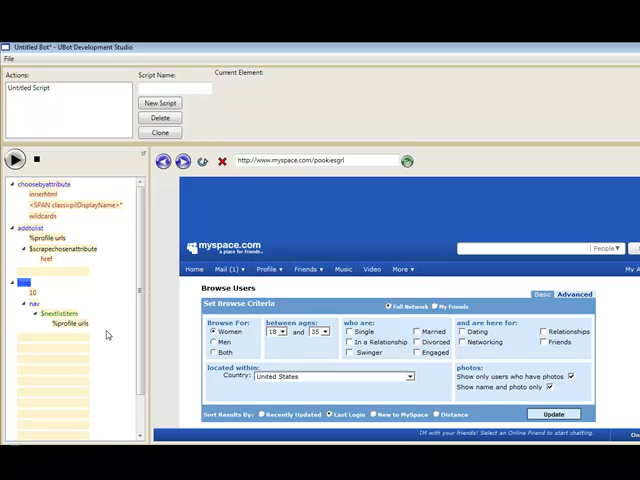 Untitled Bot* - UBot Development Studio
File
Actions:
Script Name:
Current Element:
Untitled Script
New Script
Delete
Clone
http://www.myspace.com/pookiesgrl
choosebyattribute
innerhtml
<SPAN class=pilDisplayName>*
wildcards
addtolist
%profile urls
$scrapechosenattribute
href
loop
10
nav
$nextlistitem
%profile urls
myspace.com
a place for friends.
People
Home
Mail (1)
Profile
Friends
Music
Video
More
My A
Browse Users
Basic
Advanced
Set Browse Criteria
Full Network
My Friends
Browse For:
Women
Men
Both
between ages:
18 and 35
who are:
Single
Married
In a Relationship
Divorced
Swinger
Engaged
and are here for:
Dating
Relationships
Networking
Friends
located within:
Country: United States
photos:
Show only users who have photos
Show name and photo only
Sort Results By:
Recently Updated
Last Login
New to MySpace
Distance
Update
IM with your friends! Select an Online Friend to start chatting.